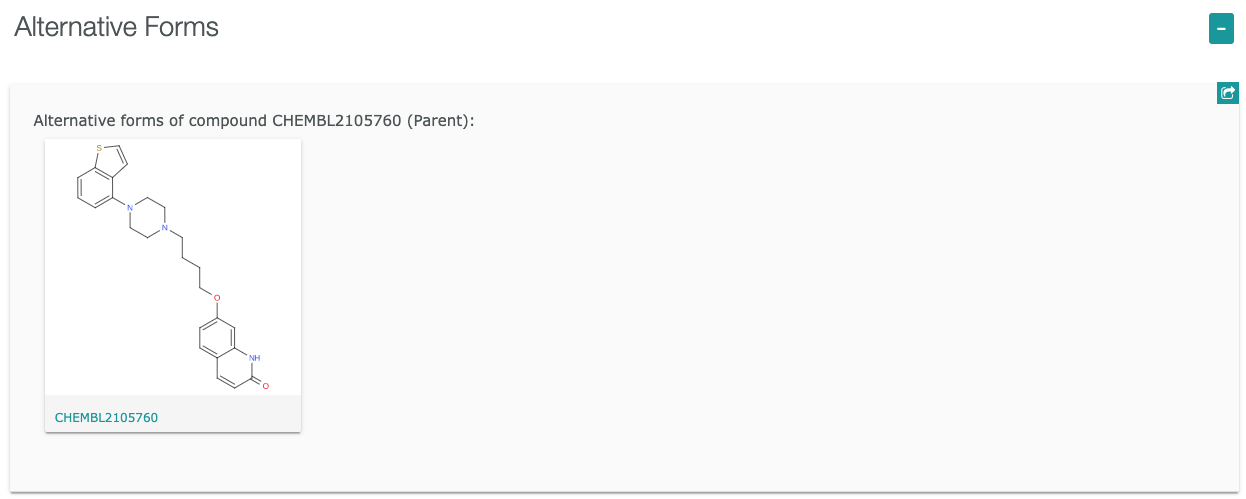 Alternative Forms
-
Alternative forms of compound CHEMBL2105760 (Parent):
S
N
N
O
NH
O
CHEMBL2105760